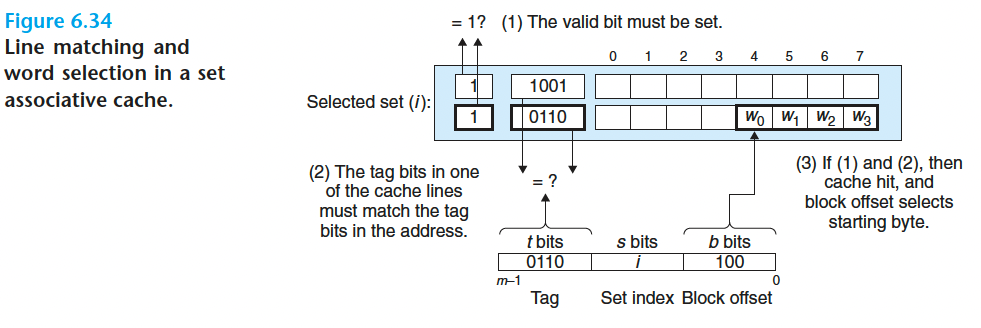 Figure 6.34
Line matching and
word selection in a set
associative cache.
= 1? (1) The valid bit must be set.
0 1 2 3 4 5 6 7
1 1001
Selected set (i):
1 0110 w0 w1 w2 w3
(2) The tag bits in one
of the cache lines
must match the tag
bits in the address.
= ?
(3) If (1) and (2), then
cache hit, and
block offset selects
starting byte.
t bits s bits b bits
0110 i 100
m–1 0
Tag Set index Block offset